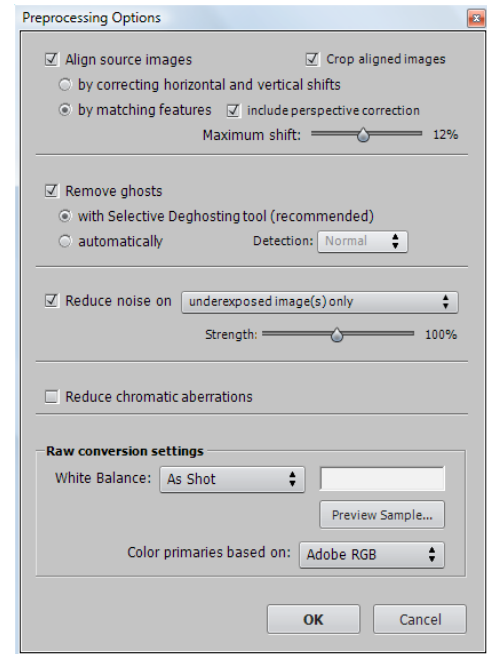 Preprocessing Options
Align source images Crop aligned images
by correcting horizontal and vertical shifts
by matching features include perspective correction
Maximum shift: 12%
Remove ghosts
with Selective Deghosting tool (recommended)
automatically Detection: Normal
Reduce noise on underexposed image(s) only
Strength: 100%
Reduce chromatic aberrations
Raw conversion settings
White Balance: As Shot
Preview Sample...
Color primaries based on: Adobe RGB
OK Cancel